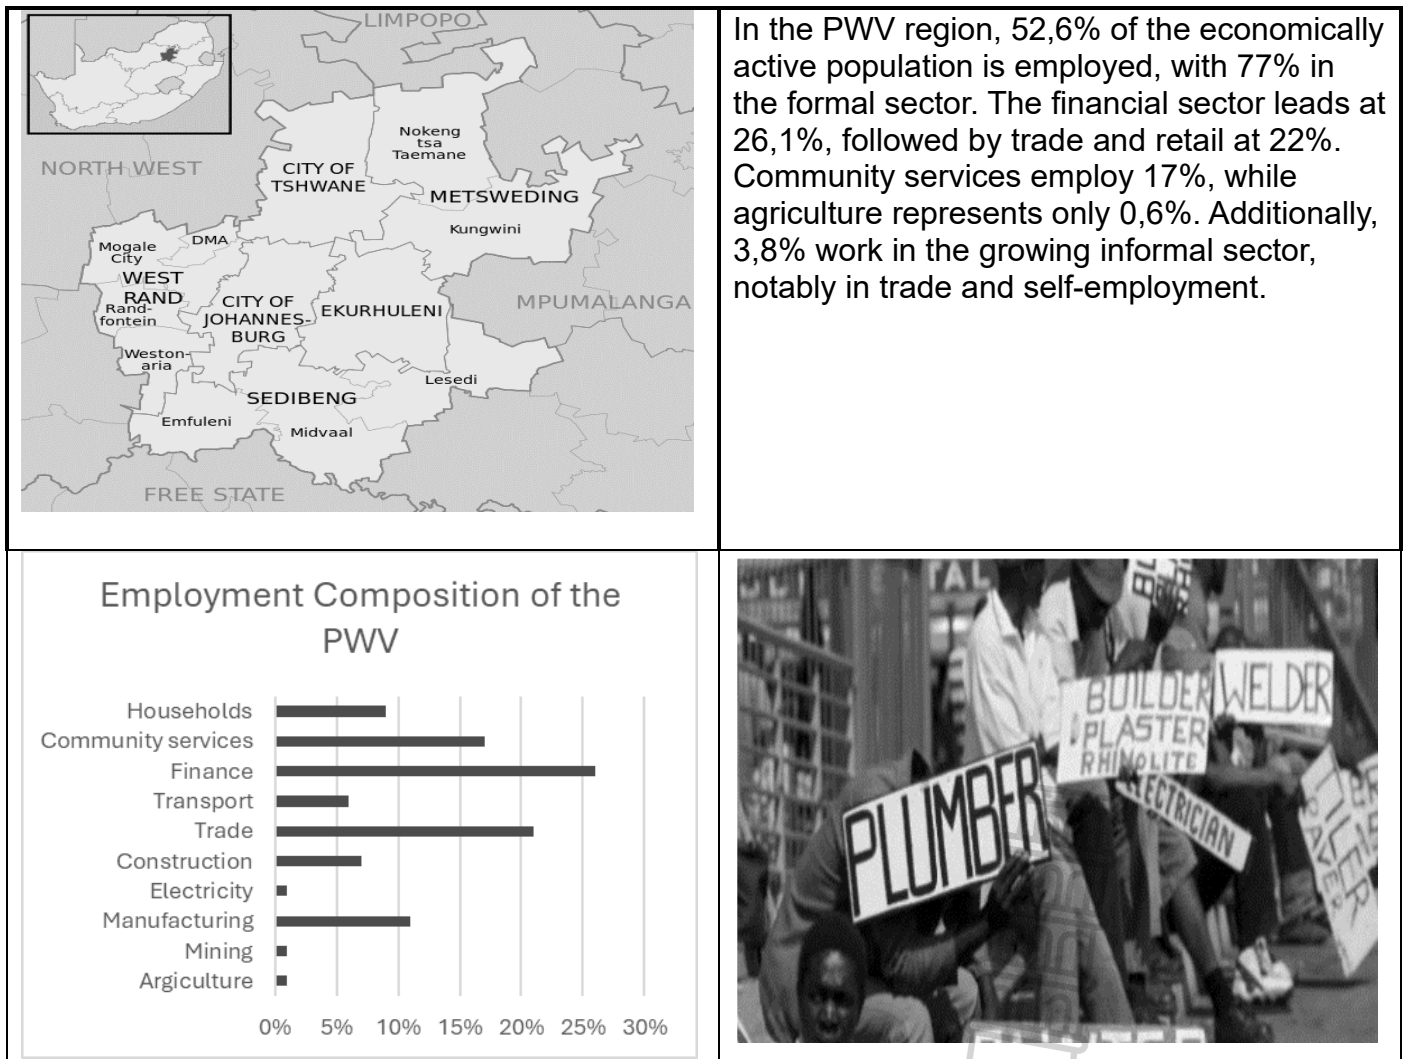 LIMPOPO
NORTH WEST
CITY OF
TSHWANE
Nokeng
tsa
Taemane
METSWEDING
Kungwini
DMA
Mogale
City
WEST
RAND
Rand-
fontein
CITY OF
JOHANNES-
BURG
EKURHULENI
MPUMALANGA
Weston-
aria
Lesedi
SEDIBENG
Emfuleni
Midvaal
FREE STATE
In the PWV region, 52,6% of the economically
active population is employed, with 77% in
the formal sector. The financial sector leads at
26,1%, followed by trade and retail at 22%.
Community services employ 17%, while
agriculture represents only 0,6%. Additionally,
3,8% work in the growing informal sector,
notably in trade and self-employment.
Employment Composition of the
PWV
Households
Community services
Finance
Transport
Trade
Construction
Electricity
Manufacturing
Mining
Argiculture
0% 5% 10% 15% 20% 25% 30%
BUILDER
PLASTER
RHINOLITE
WELDER
PLUMBER
ELECTRICIAN
TILER
PAVER